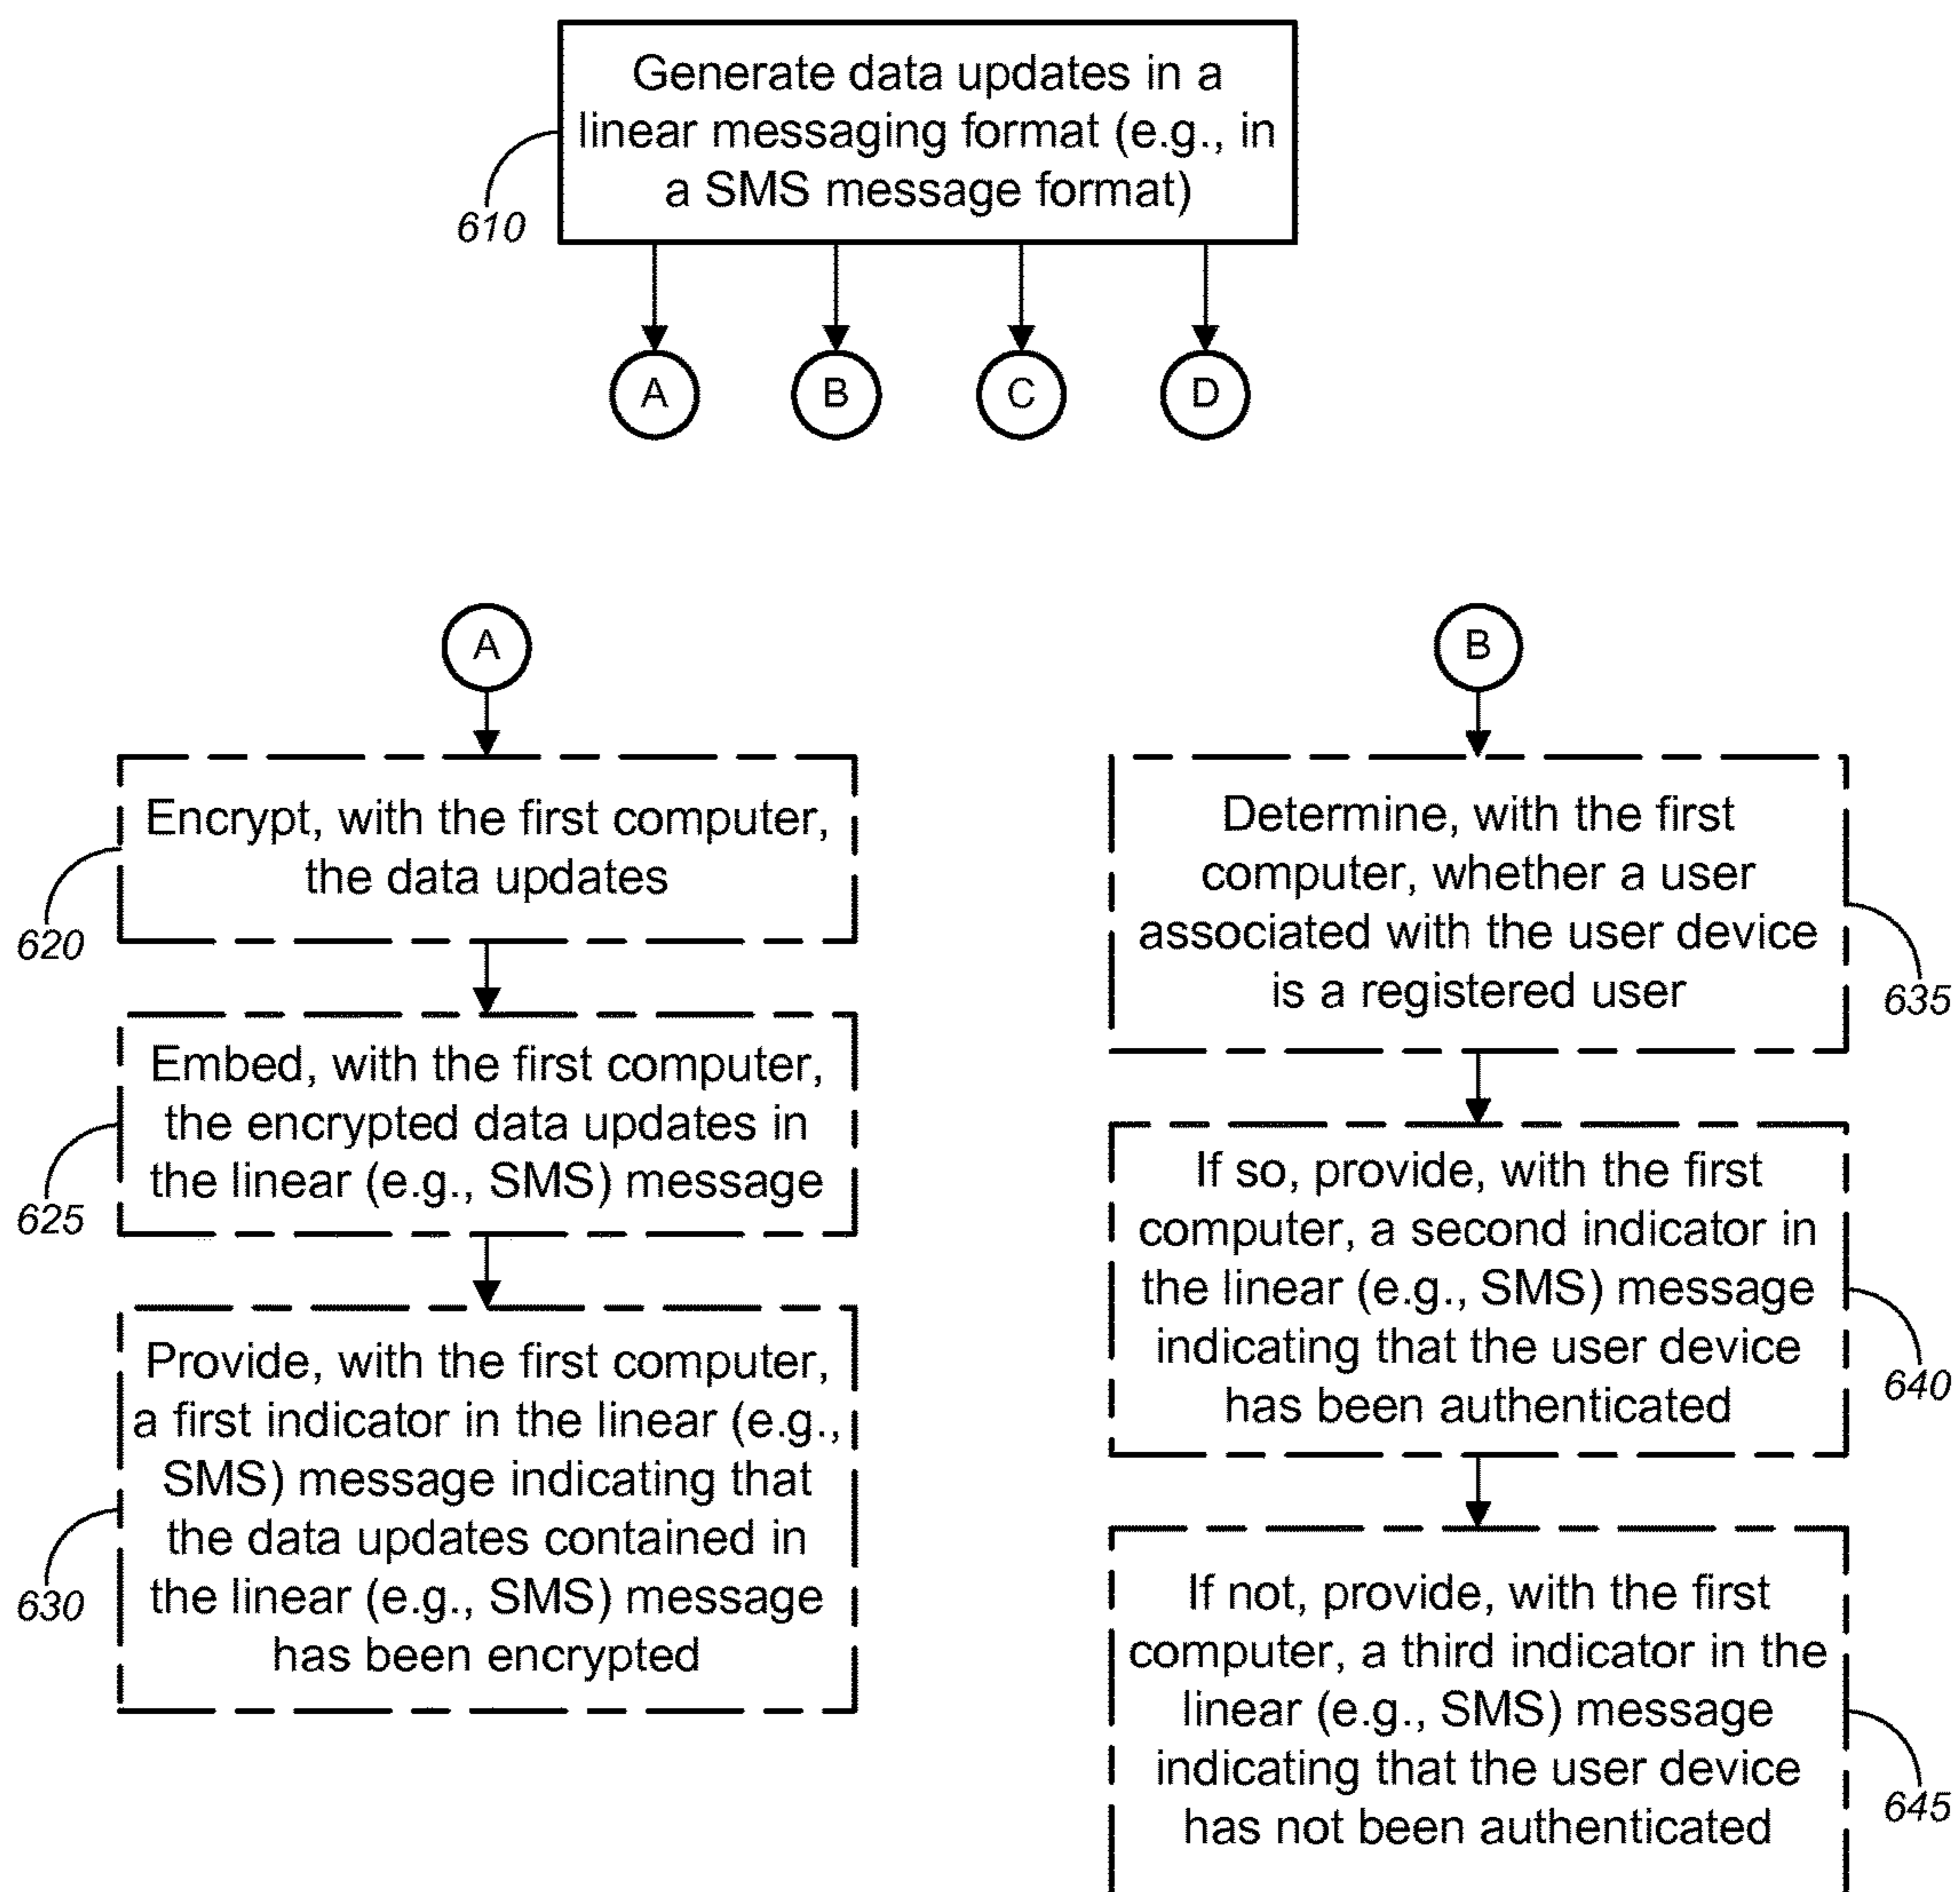 Generate data updates in a
linear messaging format (e.g., in
a SMS message format)
610
A
B
C
D
A
Encrypt, with the first computer,
the data updates
620
Embed, with the first computer,
the encrypted data updates in
the linear (e.g., SMS) message
625
Provide, with the first computer,
a first indicator in the linear (e.g.,
SMS) message indicating that
the data updates contained in
the linear (e.g., SMS) message
has been encrypted
630
B
Determine, with the first
computer, whether a user
associated with the user device
is a registered user
635
If so, provide, with the first
computer, a second indicator in
the linear (e.g., SMS) message
indicating that the user device
has been authenticated
640
If not, provide, with the first
computer, a third indicator in the
linear (e.g., SMS) message
indicating that the user device
has not been authenticated
645